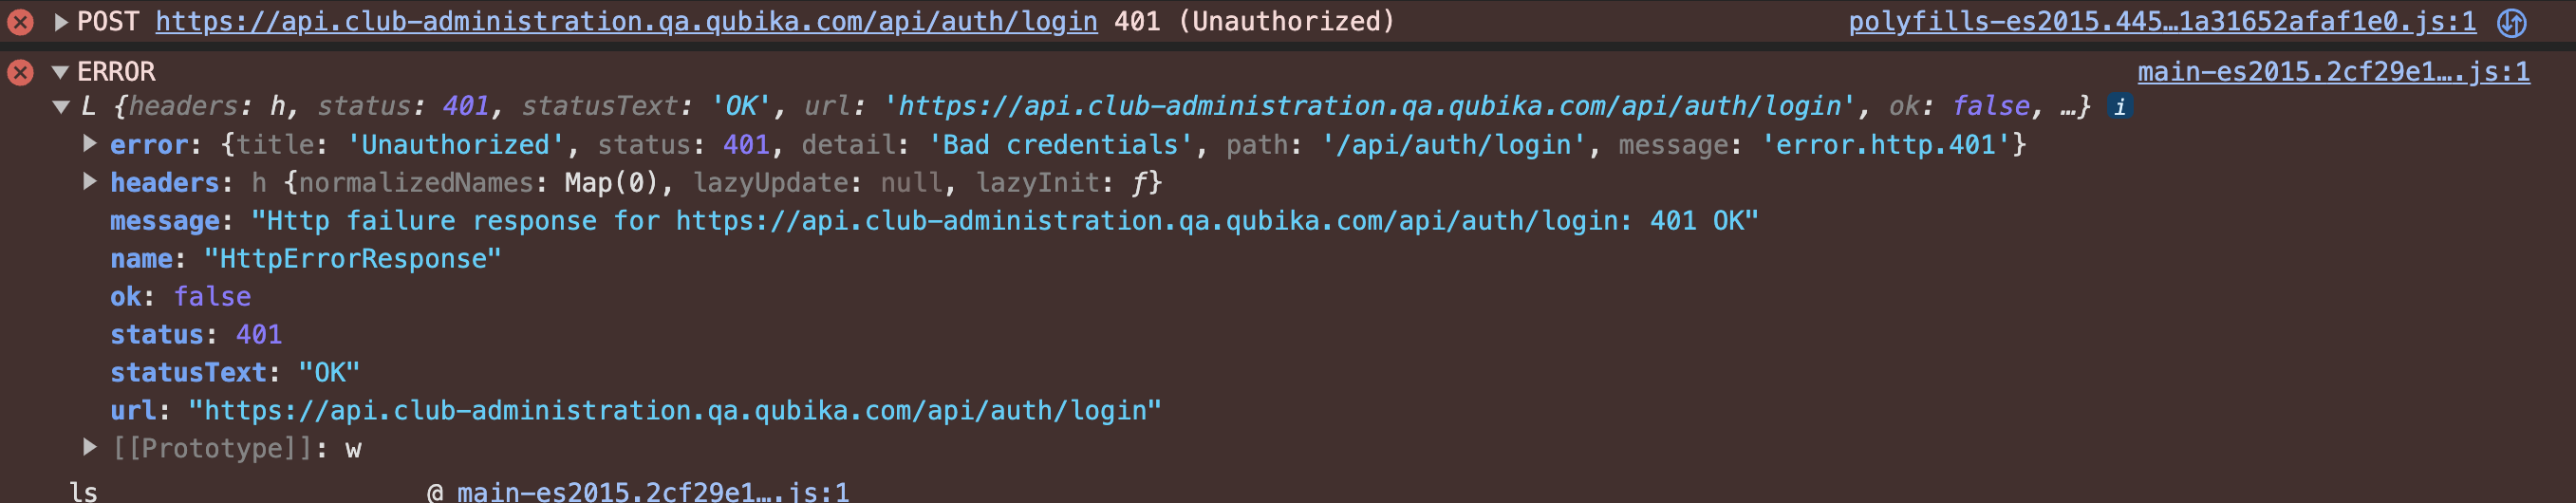 POST https://api.club-administration.qa.qubika.com/api/auth/login 401 (Unauthorized) polyfills-es2015.445…1a31652afaf1e0.js:1
ERROR main-es2015.2cf29e1….js:1
L {headers: h, status: 401, statusText: 'OK', url: 'https://api.club-administration.qa.qubika.com/api/auth/login', ok: false, …} i
error: {title: 'Unauthorized', status: 401, detail: 'Bad credentials', path: '/api/auth/login', message: 'error.http.401'}
headers: h {normalizedNames: Map(0), lazyUpdate: null, lazyInit: ƒ}
message: "Http failure response for https://api.club-administration.qa.qubika.com/api/auth/login: 401 OK"
name: "HttpErrorResponse"
ok: false
status: 401
statusText: "OK"
url: "https://api.club-administration.qa.qubika.com/api/auth/login"
[[Prototype]]: w
ls @ main-es2015.2cf29e1….js:1